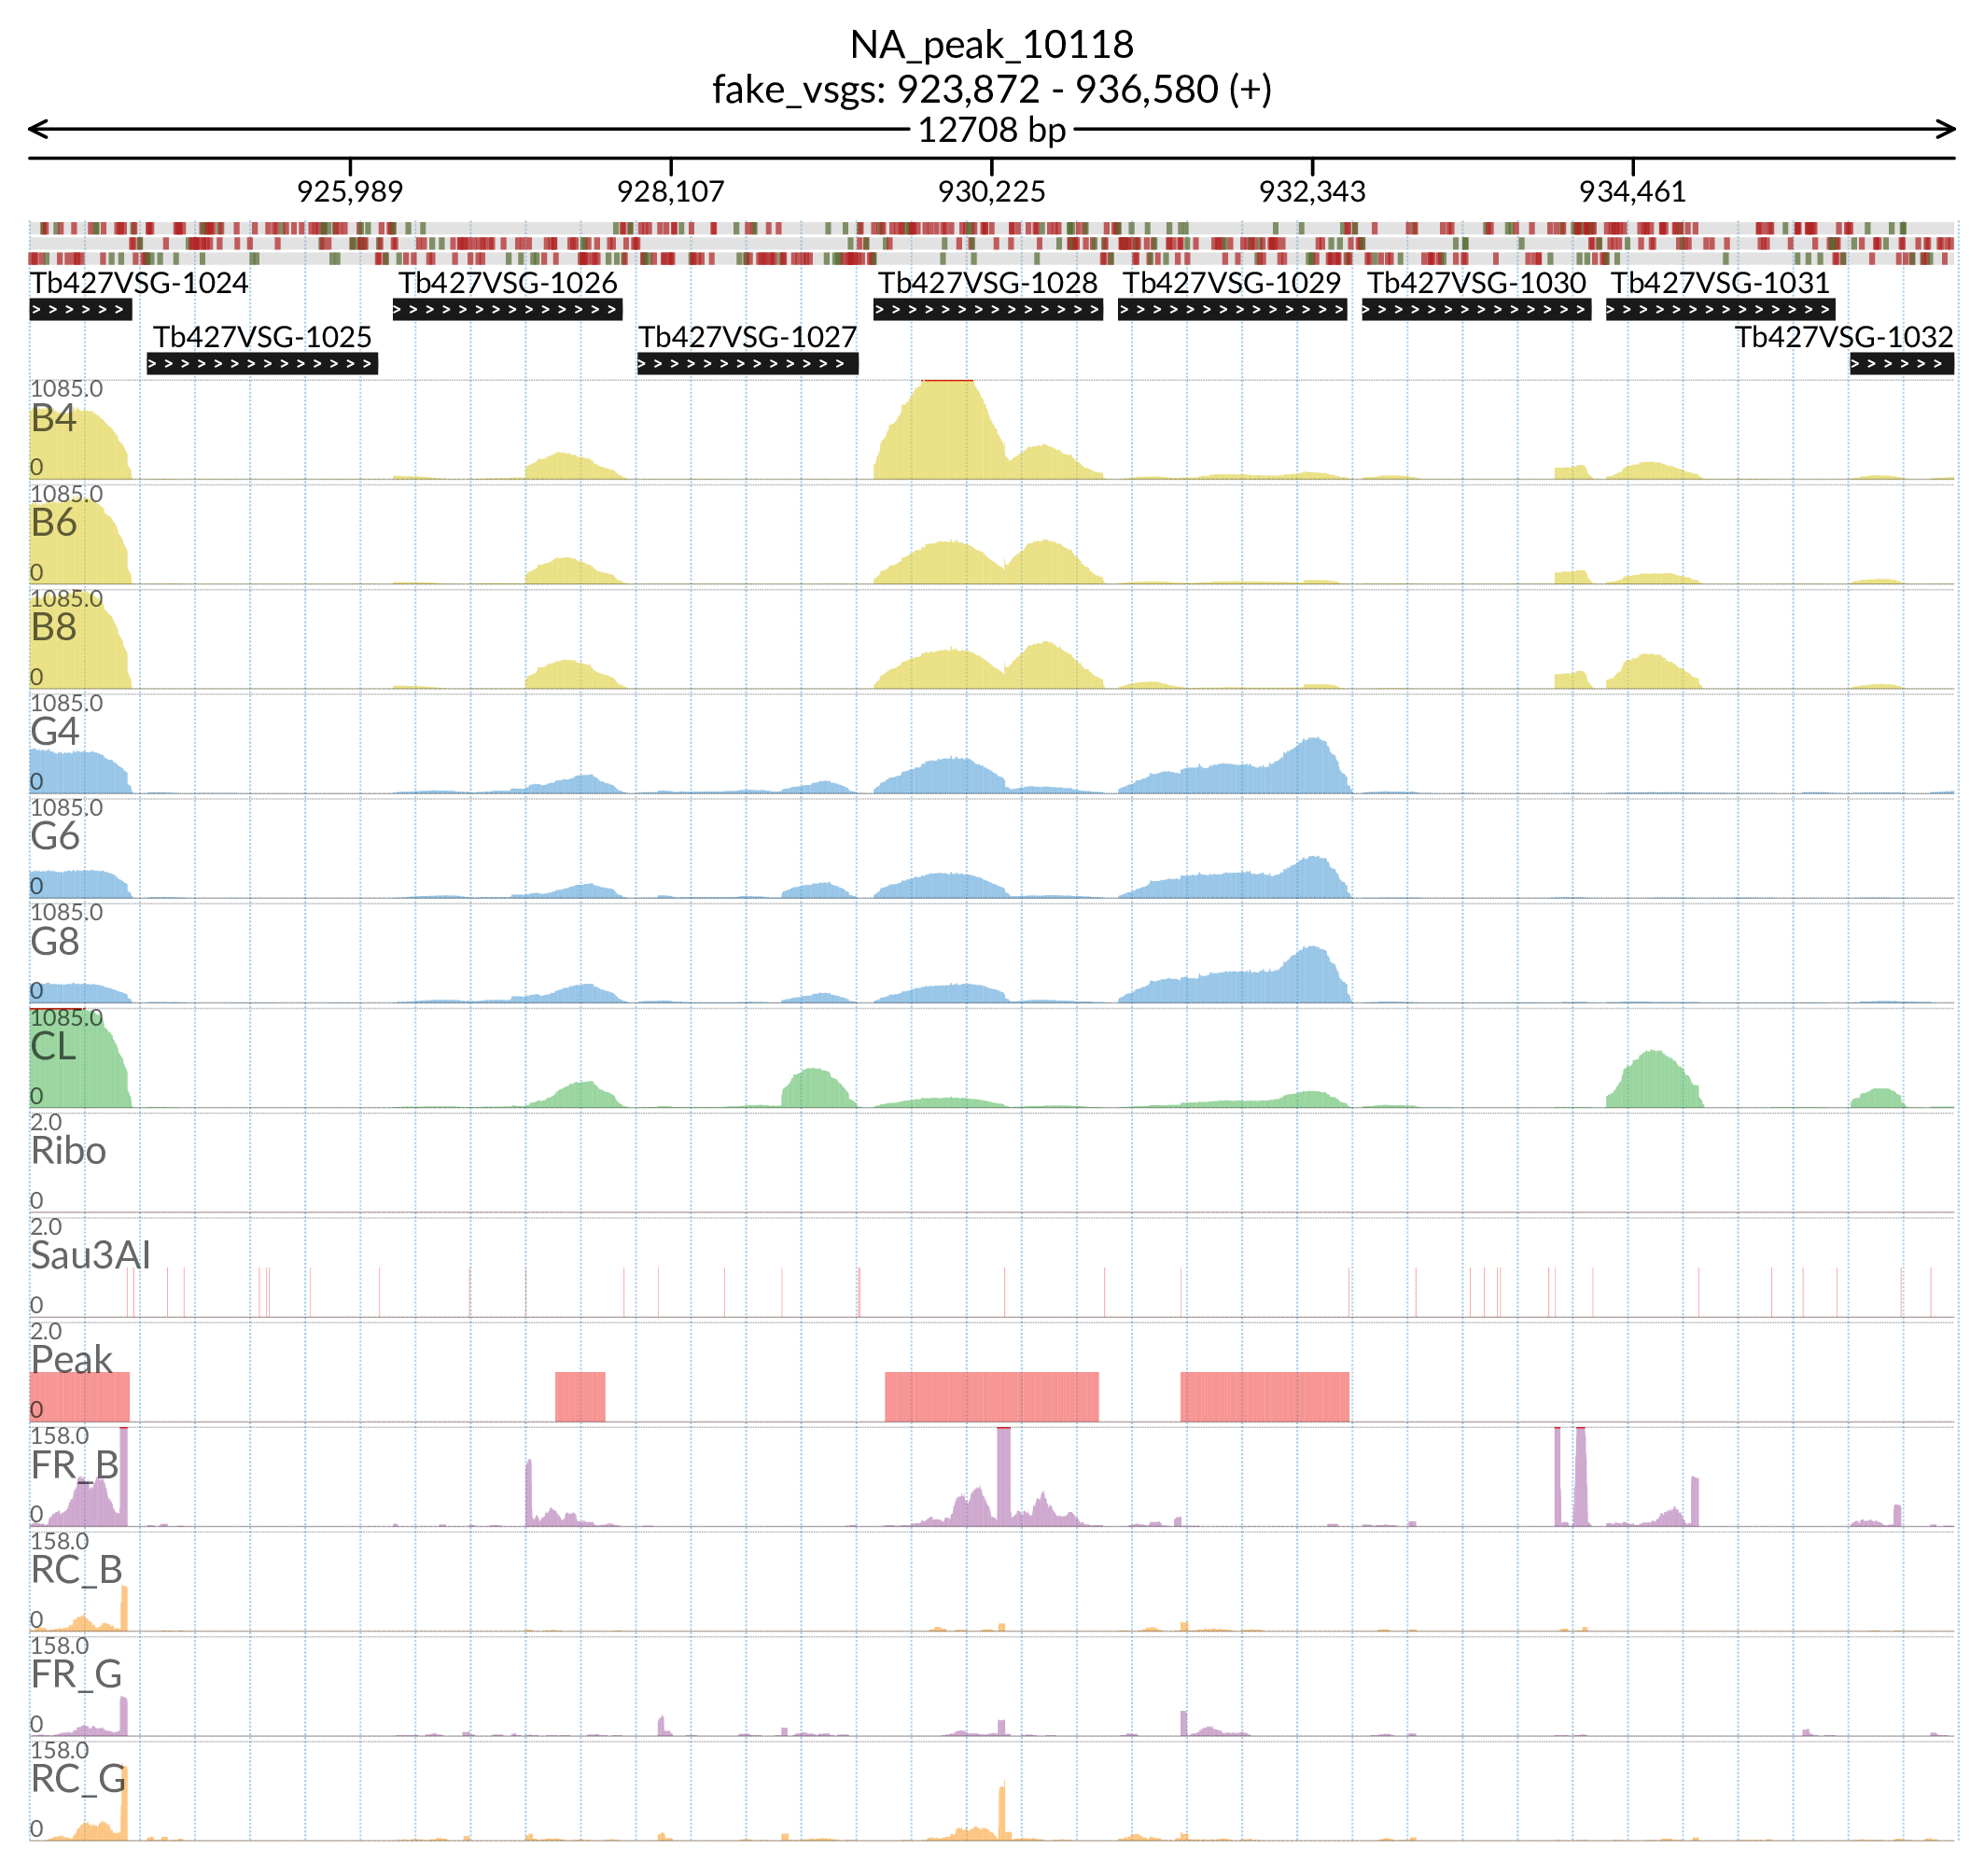 NA_peak_10118
fake_vsgs: 923,872 - 936,580 (+)
12708 bp
925,989 928,107 930,225 932,343 934,461
Tb427VSG-1024 Tb427VSG-1026 Tb427VSG-1028 Tb427VSG-1029 Tb427VSG-1030 Tb427VSG-1031
Tb427VSG-1025 Tb427VSG-1027 Tb427VSG-1032
1085.0
B4
0
1085.0
B6
0
1085.0
B8
0
1085.0
G4
0
1085.0
G6
0
1085.0
G8
0
1085.0
CL
0
2.0
Ribo
0
2.0
Sau3AI
0
2.0
Peak
0
158.0
FR_B
0
158.0
RC_B
0
158.0
FR_G
0
158.0
RC_G
0